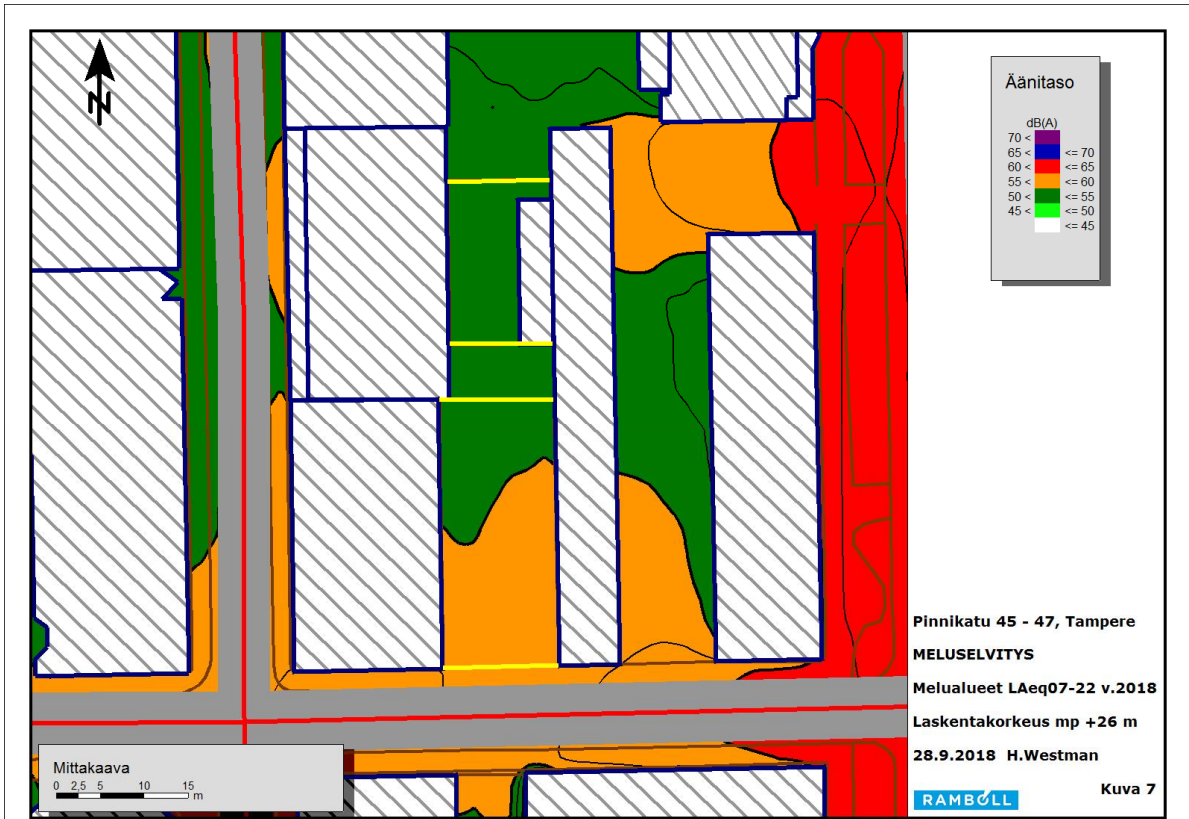 N
Äänitaso
dB(A)
70 <
65 < <= 70
60 < <= 65
55 < <= 60
50 < <= 55
45 < <= 50
<= 45
Pinnikatu 45 - 47, Tampere
MELUSELVITYS
Melualueet LAeq07-22 v.2018
Laskentakorkeus mp +26 m
28.9.2018 H.Westman
Kuva 7
RAMBOLL
Mittakaava
0 2,5 5 10 15
m